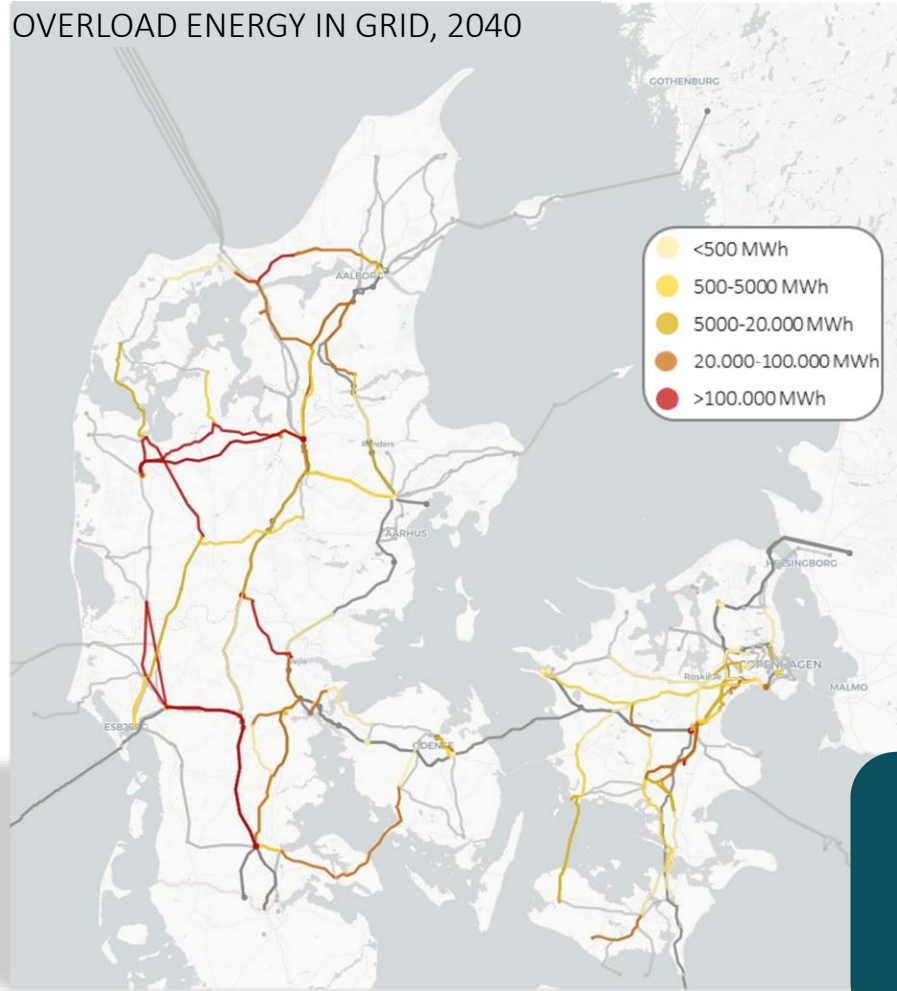 OVERLOAD ENERGY IN GRID, 2040
GOTHENBURG
<500 MWh
500-5000 MWh
5000-20.000 MWh
20.000-100.000 MWh
>100.000 MWh
AALBORG
Randers
AARHUS
HELSINGBORG
Vejle
COPENHAGEN
Roskilde
MALMO
ESBJERG
ODENSE